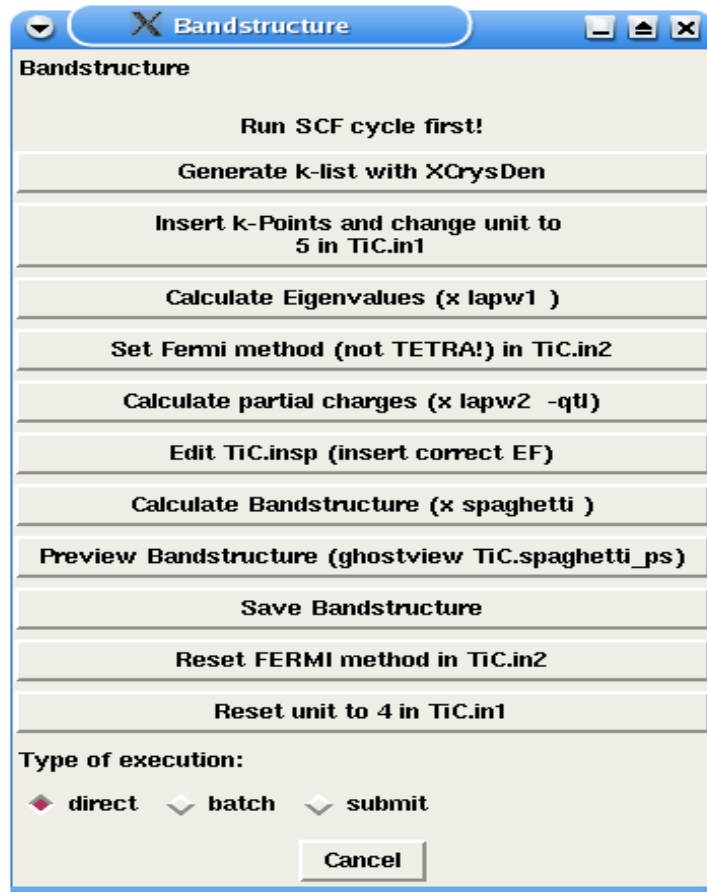 Bandstructure
Bandstructure
Run SCF cycle first!
Generate k-list with XCrysDen
Insert k-Points and change unit to
5 in TiC.in1
Calculate Eigenvalues (x lapw1 )
Set Fermi method (not TETRA!) in TiC.in2
Calculate partial charges (x lapw2 -qtl)
Edit TiC.insp (insert correct EF)
Calculate Bandstructure (x spaghetti )
Preview Bandstructure (ghostview TiC.spaghetti_ps)
Save Bandstructure
Reset FERMI method in TiC.in2
Reset unit to 4 in TiC.in1
Type of execution:
direct batch submit
Cancel